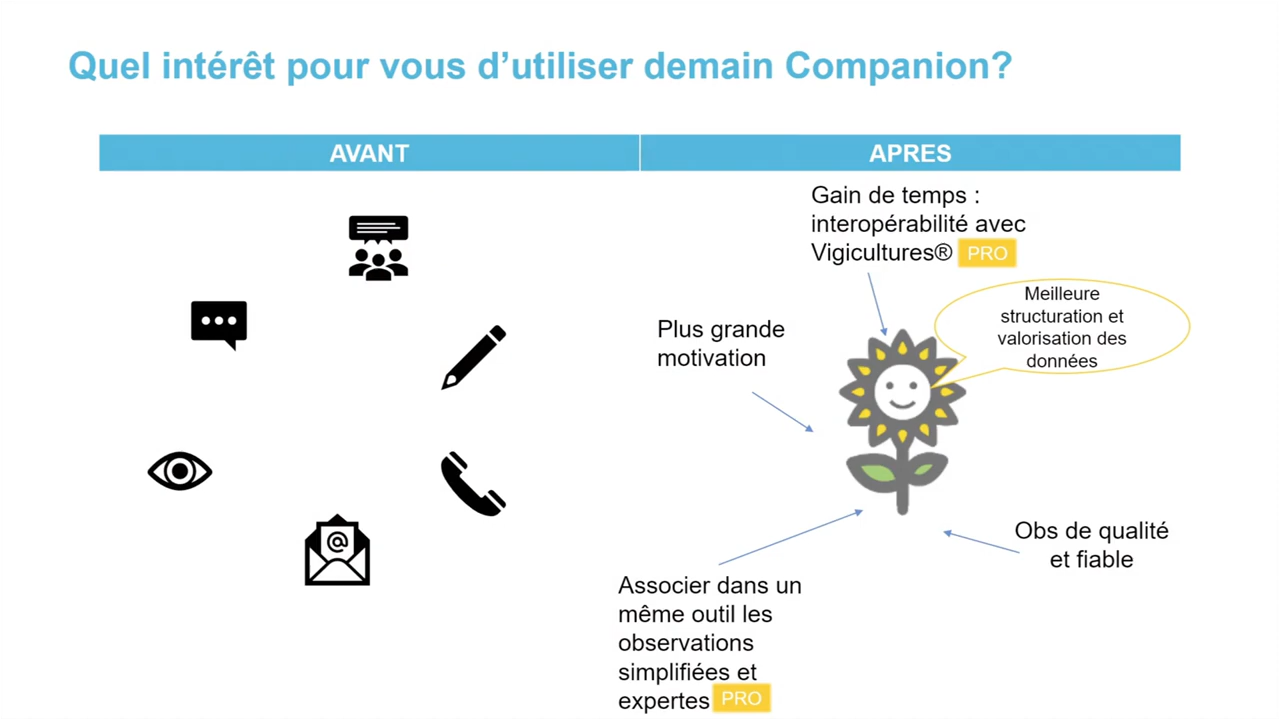 Quel intérêt pour vous d’utiliser demain Companion?
AVANT
APRES
Gain de temps :
interopérabilité avec
Vigicultures® PRO
Meilleure
structuration et
valorisation des
données
Plus grande
motivation
@
Obs de qualité
et fiable
Associer dans un
même outil les
observations
simplifiées et
expertes PRO